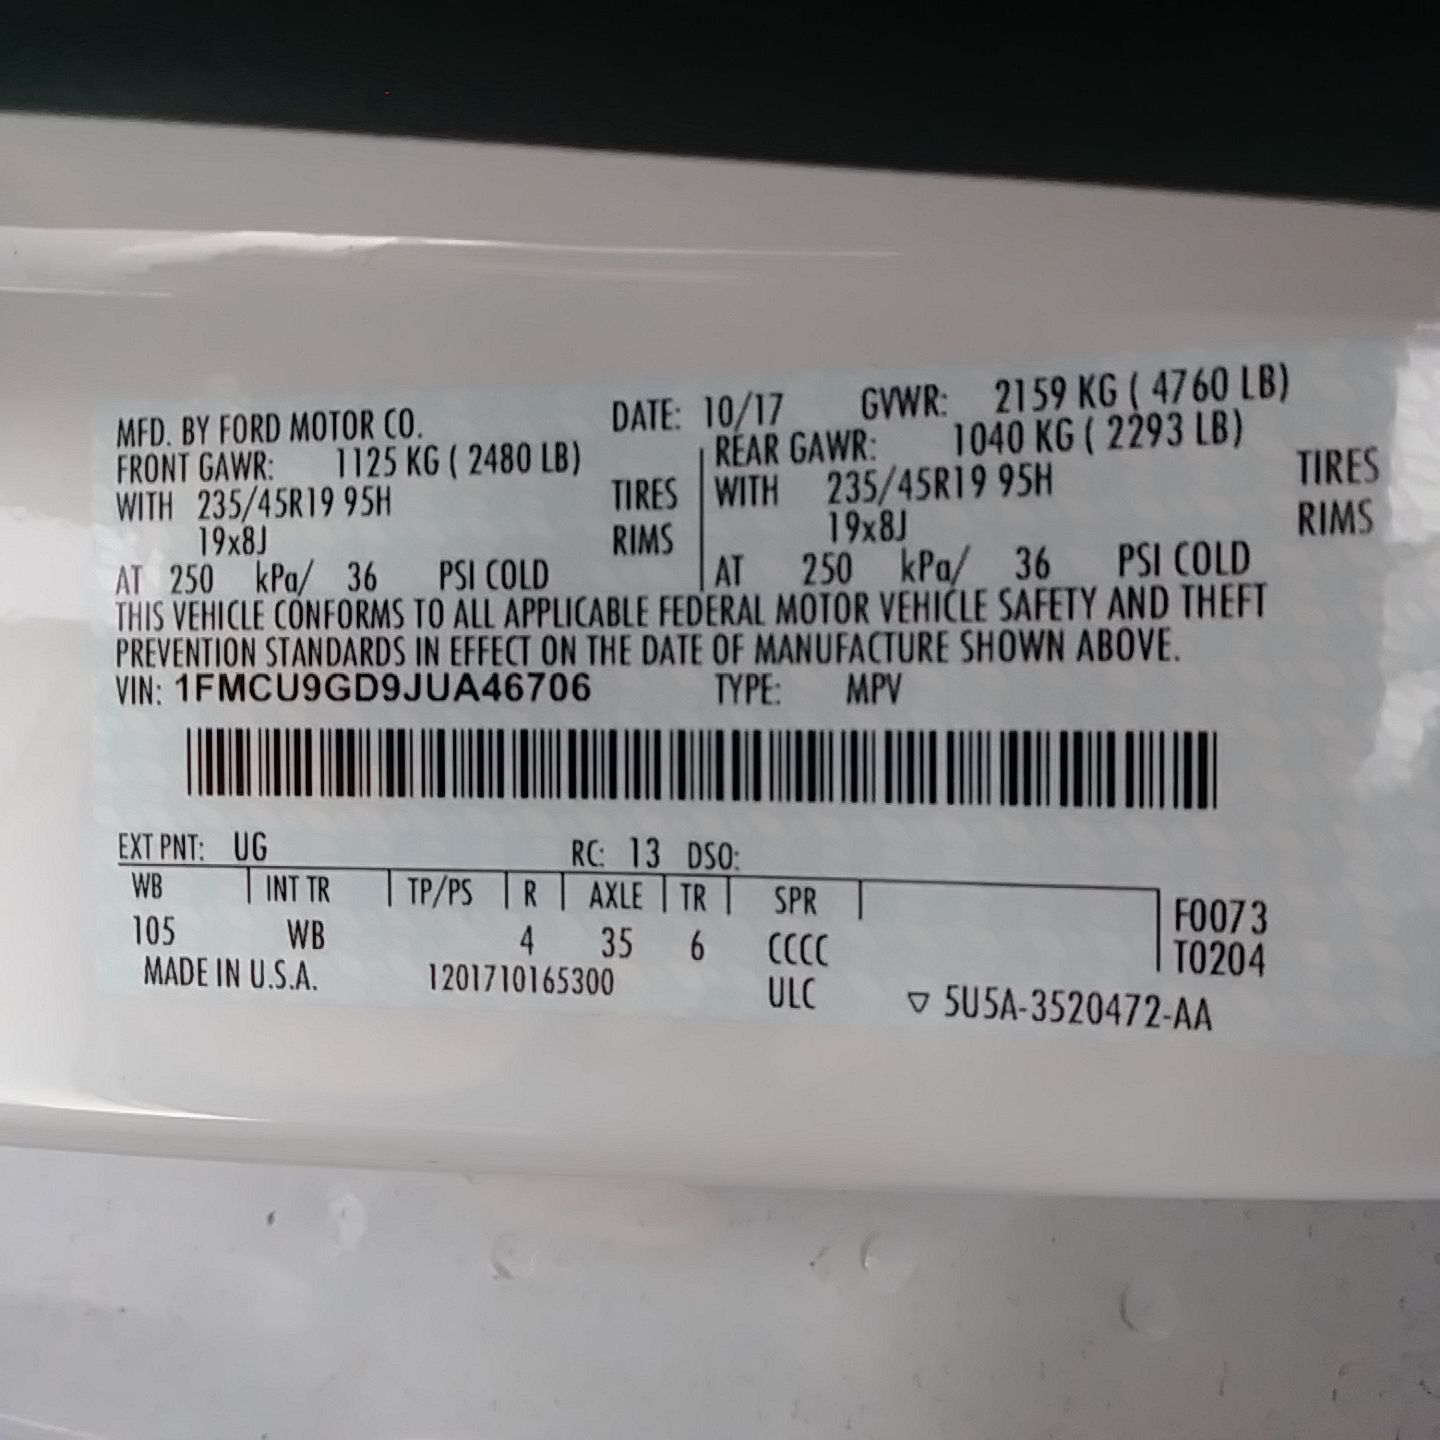 MFD. BY FORD MOTOR CO. DATE: 10/17 GVWR: 2159 KG ( 4760 LB)
FRONT GAWR: 1125 KG ( 2480 LB) REAR GAWR: 1040 KG ( 2293 LB)
WITH 235/45R19 95H TIRES WITH 235/45R19 95H TIRES
19x8J RIMS 19x8J RIMS
AT 250 kPa/ 36 PSI COLD AT 250 kPa/ 36 PSI COLD
THIS VEHICLE CONFORMS TO ALL APPLICABLE FEDERAL MOTOR VEHICLE SAFETY AND THEFT
PREVENTION STANDARDS IN EFFECT ON THE DATE OF MANUFACTURE SHOWN ABOVE.
VIN: 1FMCU9GD9JUA46706 TYPE: MPV
EXT PNT: UG RC: 13 DSO:
WB INT TR TP/PS R AXLE TR SPR F0073
105 WB 4 35 6 CCCC T0204
MADE IN U.S.A. 1201710165300 ULC ▽ 5U5A-3520472-AA